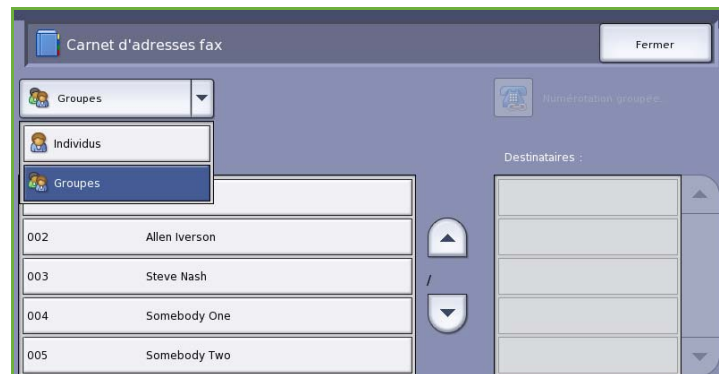 Carnet d'adresses fax
Fermer
Groupes
Numérotation groupée
Individus
Destinataires :
Groupes
002 Allen Iverson
003 Steve Nash
/
004 Somebody One
005 Somebody Two